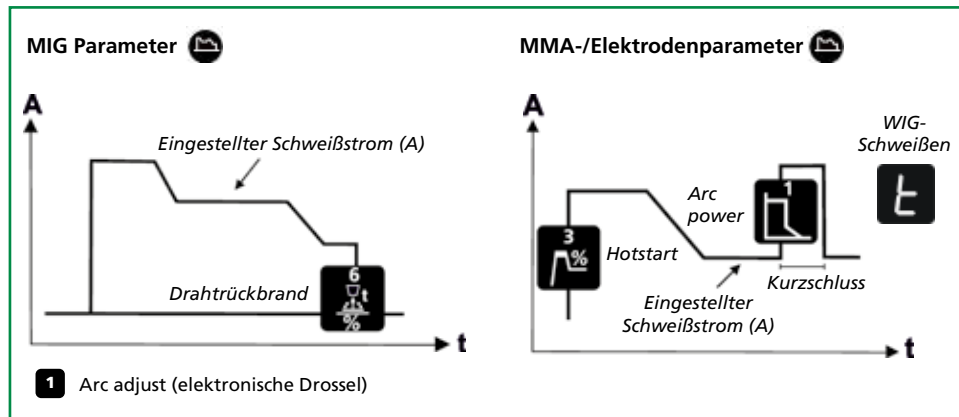 MIG Parameter
A
Eingestellter Schweißstrom (A)
Drahtrückbrand
6
t
%
t
1 Arc adjust (elektronische Drossel)
MMA-/Elektrodenparameter
A
WIG-
Schweißen
t
3
%
Hotstart
Arc
power
1
Kurzschluss
Eingestellter
Schweißstrom (A)
t